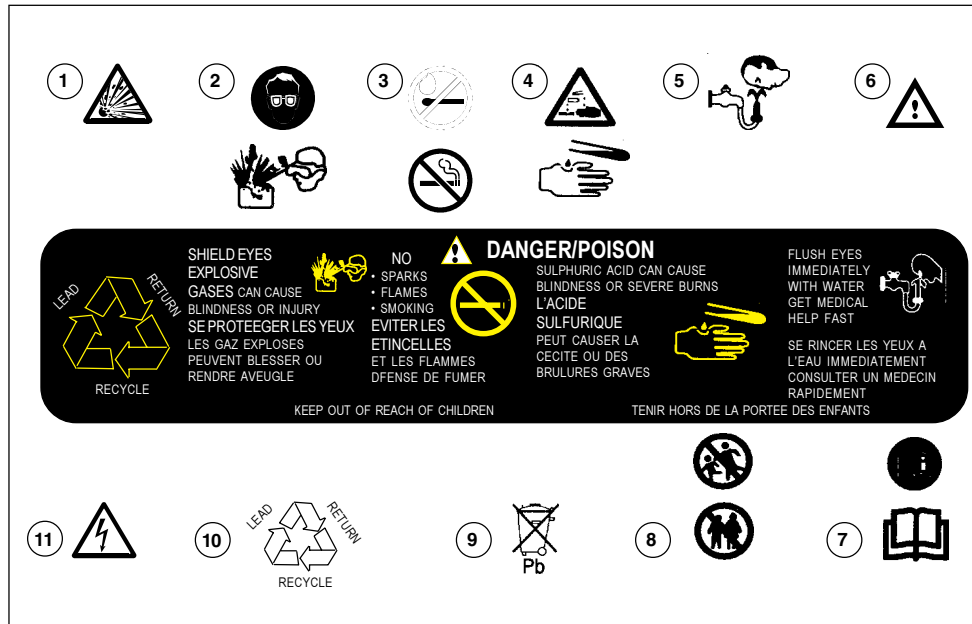 1
2
3
4
5
6
LEAD
RETURN
RECYCLE
SHIELD EYES
EXPLOSIVE
GASES CAN CAUSE
BLINDNESS OR INJURY
SE PROTEEGER LES YEUX
LES GAZ EXPLOSES
PEUVENT BLESSER OU
RENDRE AVEUGLE
NO
• SPARKS
• FLAMES
• SMOKING
EVITER LES
ETINCELLES
ET LES FLAMMES
DFENSE DE FUMER
DANGER/POISON
SULPHURIC ACID CAN CAUSE
BLINDNESS OR SEVERE BURNS
L'ACIDE
SULFURIQUE
PEUT CAUSER LA
CECITE OU DES
BRULURES GRAVES
FLUSH EYES
IMMEDIATELY
WITH WATER
GET MEDICAL
HELP FAST
SE RINCER LES YEUX A
L'EAU IMMEDIATEMENT
CONSULTER UN MEDECIN
RAPIDEMENT
KEEP OUT OF REACH OF CHILDREN
TENIR HORS DE LA PORTEE DES ENFANTS
11
10
LEAD
RETURN
RECYCLE
9
Pb
8
7